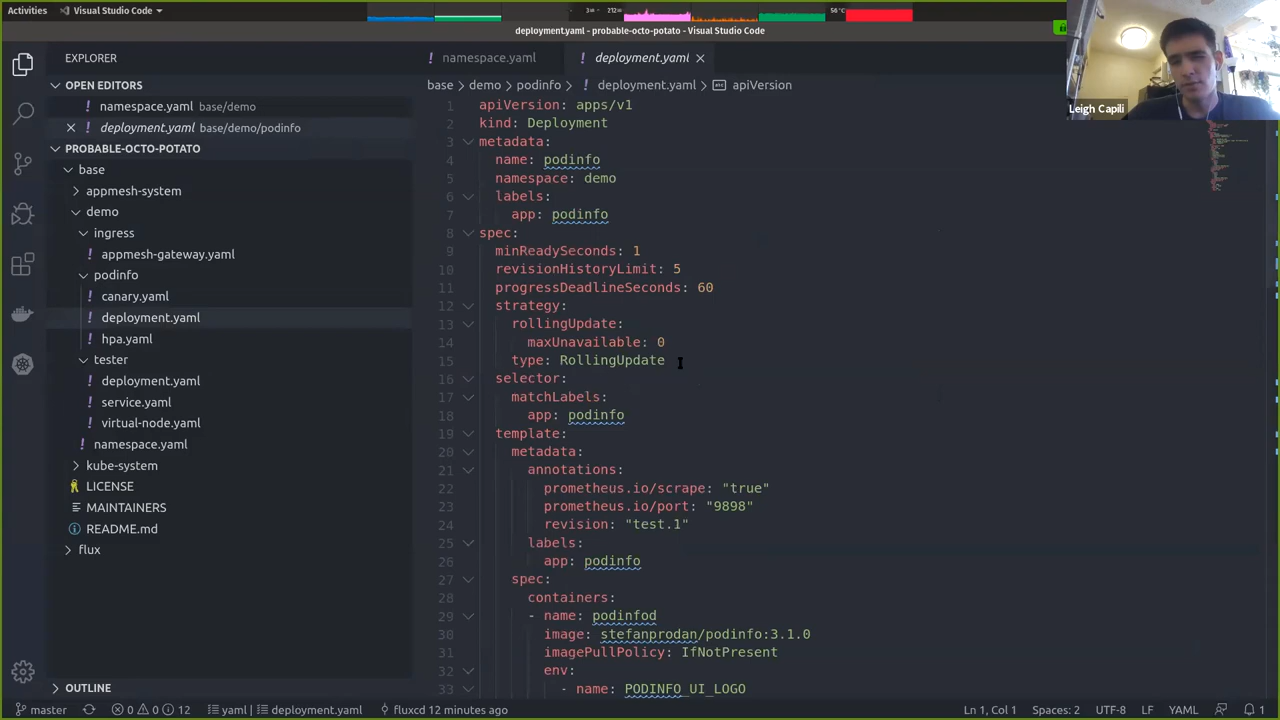 Activities
Visual Studio Code
212
56 °C
deployment.yaml - probable-octo-potato - Visual Studio Code
Leigh Capili
EXPLORER
OPEN EDITORS
namespace.yaml base/demo
deployment.yaml base/demo/podinfo
PROBABLE-OCTO-POTATO
base
appmesh-system
demo
ingress
appmesh-gateway.yaml
podinfo
canary.yaml
deployment.yaml
hpa.yaml
tester
deployment.yaml
service.yaml
virtual-node.yaml
namespace.yaml
kube-system
LICENSE
MAINTAINERS
README.md
flux
OUTLINE
namespace.yaml
deployment.yaml
base > demo > podinfo > deployment.yaml > apiVersion
1 apiVersion: apps/v1
2 kind: Deployment
3 metadata:
4 name: podinfo
5 namespace: demo
6 labels:
7 app: podinfo
8 spec:
9 minReadySeconds: 1
10 revisionHistoryLimit: 5
11 progressDeadlineSeconds: 60
12 strategy:
13 rollingUpdate:
14 maxUnavailable: 0
15 type: RollingUpdate
16 selector:
17 matchLabels:
18 app: podinfo
19 template:
20 metadata:
21 annotations:
22 prometheus.io/scrape: "true"
23 prometheus.io/port: "9898"
24 revision: "test.1"
25 labels:
26 app: podinfo
27 spec:
28 containers:
29 - name: podinfod
30 image: stefanprodan/podinfo:3.1.0
31 imagePullPolicy: IfNotPresent
32 env:
33 - name: PODINFO_UI_LOGO
master 0 0 12 yaml | deployment.yaml fluxcd 12 minutes ago Ln 1, Col 1 Spaces: 2 UTF-8 LF YAML 1